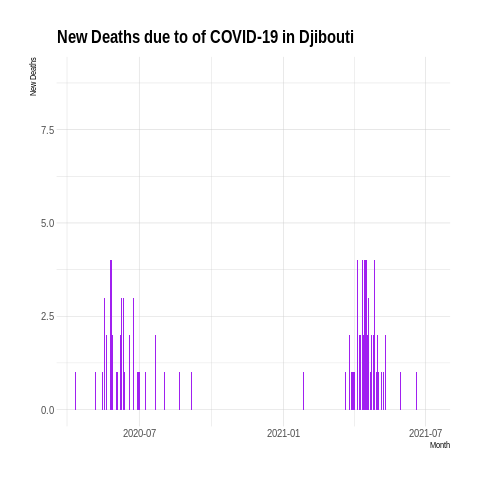 New Deaths due to of COVID-19 in Djibouti
New Deaths
7.5
5.0
2.5
0.0
2020-07 2021-01 2021-07
Month